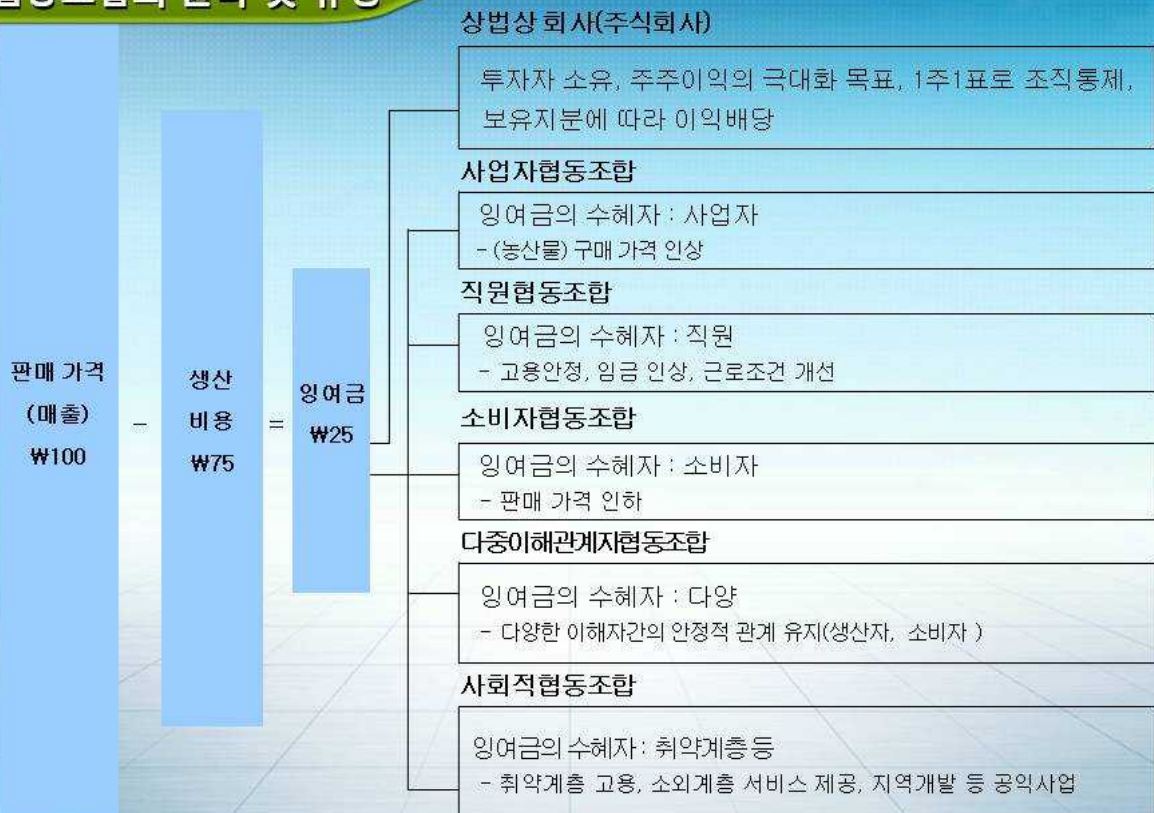 상법상 회사(주식회사)
투자자 소유, 주주이익의 극대화 목표, 1주1표로 조직통제,
보유지분에 따라 이익배당
사업자협동조합
잉여금의 수혜자 : 사업자
- (농산물) 구매 가격 인상
직원협동조합
잉여금의 수혜자 : 직원
- 고용안정, 임금 인상, 근로조건 개선
소비자협동조합
잉여금의 수혜자 : 소비자
- 판매 가격 인하
다중이해관계자협동조합
잉여금의 수혜자 : 다양
- 다양한 이해자간의 안정적 관계 유지(생산자, 소비자 )
사회적협동조합
잉여금의 수혜자 : 취약계층등
- 취약계층 고용, 소외계층 서비스 제공, 지역개발 등 공익사업
판매 가격
(매출)
₩100
-
생산
비용
₩75
=
잉여금
₩25